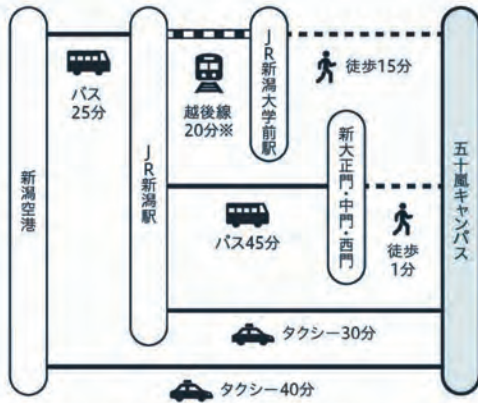 新潟空港
バス
25分
JR新潟駅
越後線
20分※
JR新潟大学前駅
徒歩15分
バス45分
新大正門・中門・西門
徒歩
1分
タクシー30分
タクシー40分
五十嵐キャンパス